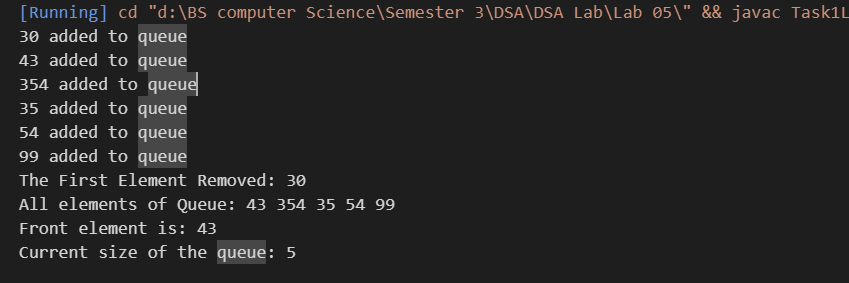 [Running] cd "d:\BS computer Science\Semester 3\DSA\DSA Lab\Lab 05\" && javac Task1L
30 added to queue
43 added to queue
354 added to queue
35 added to queue
54 added to queue
99 added to queue
The First Element Removed: 30
All elements of Queue: 43 354 35 54 99
Front element is: 43
Current size of the queue: 5